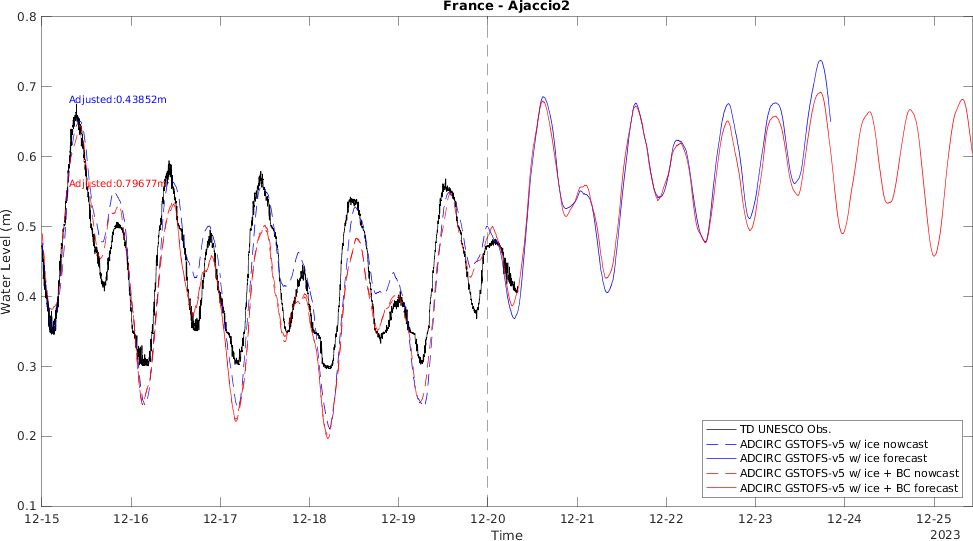 France - Ajaccio2
0.8
0.7
0.6
0.5
0.4
0.3
0.2
0.1
Water Level (m)
Adjusted:0.43852m
Adjusted:0.79677m
TD UNESCO Obs.
ADCIRC GSTOFS-v5 w/ ice nowcast
ADCIRC GSTOFS-v5 w/ ice forecast
ADCIRC GSTOFS-v5 w/ ice + BC nowcast
ADCIRC GSTOFS-v5 w/ ice + BC forecast
12-15 12-16 12-17 12-18 12-19 12-20 12-21 12-22 12-23 12-24 12-25
Time
2023